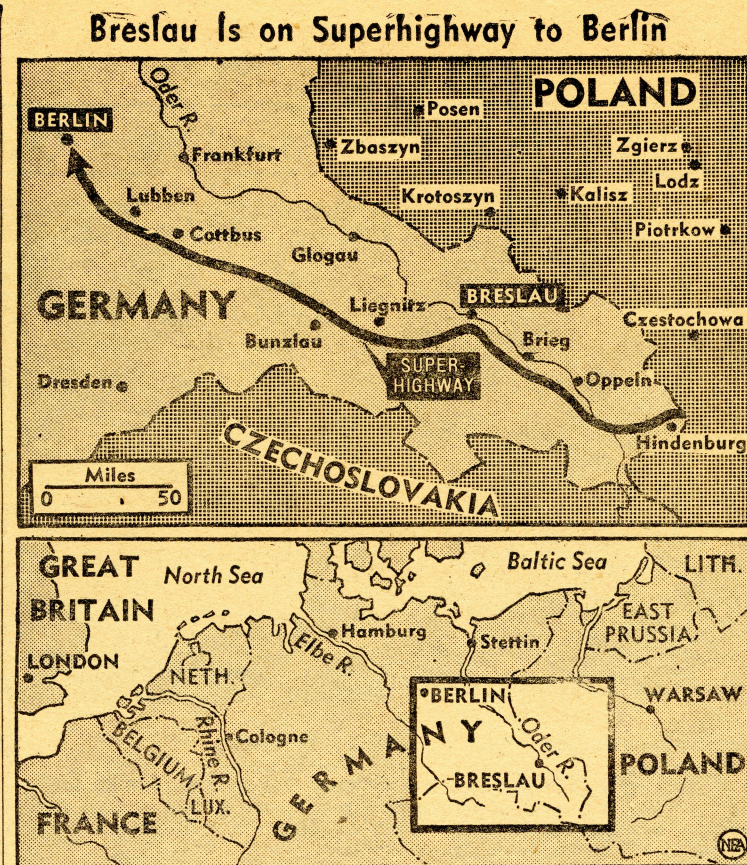 Breslau Is on Superhighway to Berlin
Oder R.
POLAND
BERLIN
Posen
Frankfurt
Zbaszyn
Zgierz
Lodz
Lubben
Krotoszyn
Kalisz
Cottbus
Glogau
Piotrkow
GERMANY
Liegnitz
BRESLAU
Bunzlau
Brieg
Czestochowa
SUPER-
HIGHWAY
Dresden
Oppeln
Hindenburg
CZECHOSLOVAKIA
Miles
0 50
GREAT
BRITAIN
North Sea
Baltic Sea
LITH.
EAST
PRUSSIA
Hamburg
Stettin
Elbe R.
LONDON
NETH.
BERLIN
WARSAW
Rhine R.
Cologne
BELGIUM
GERMANY
Oder R.
BRESLAU
POLAND
LUX.
FRANCE
NEA